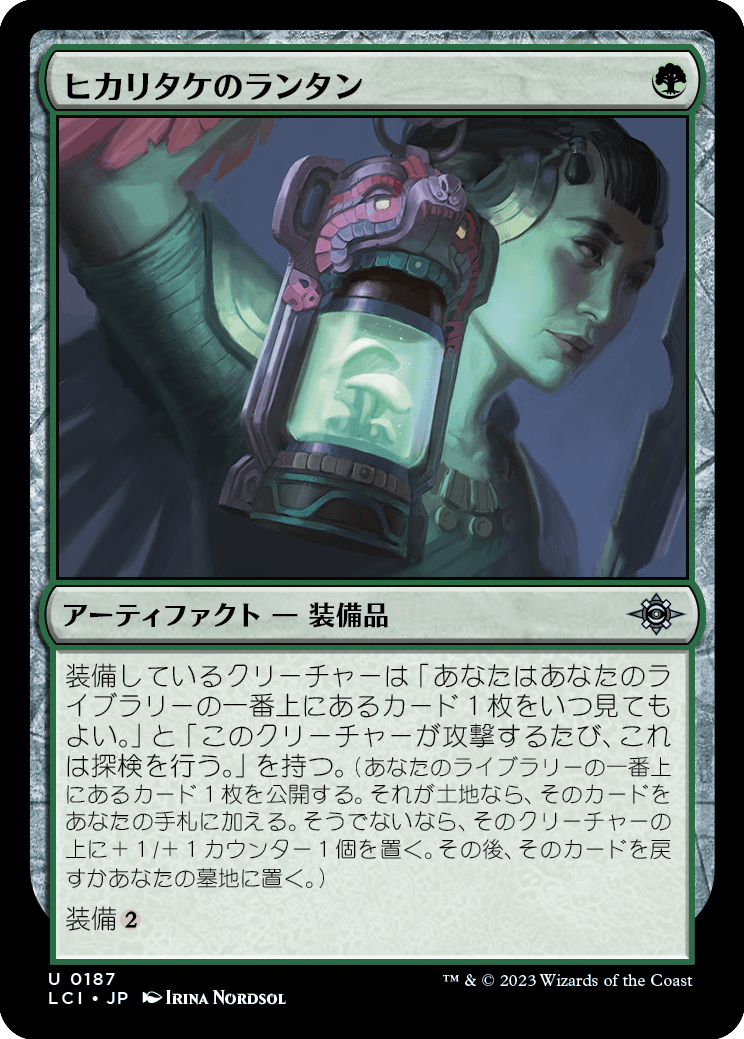 ヒカリタケのランタン
アーティファクト ― 装備品
装備しているクリーチャーは「あなたはあなたのラ
イブラリーの一番上にあるカード１枚をいつ見ても
よい。」と「このクリーチャーが攻撃するたび、これ
は探検を行う。」を持つ。（あなたのライブラリーの一番上
にあるカード１枚を公開する。それが土地なら、そのカードを
あなたの手札に加える。そうでないなら、そのクリーチャーの
上に＋１/＋１カウンター１個を置く。その後、そのカードを戻
すかあなたの墓地に置く。）
装備 2
U 0187
LCI • JP Irina Nordsol
™ & © 2023 Wizards of the Coast